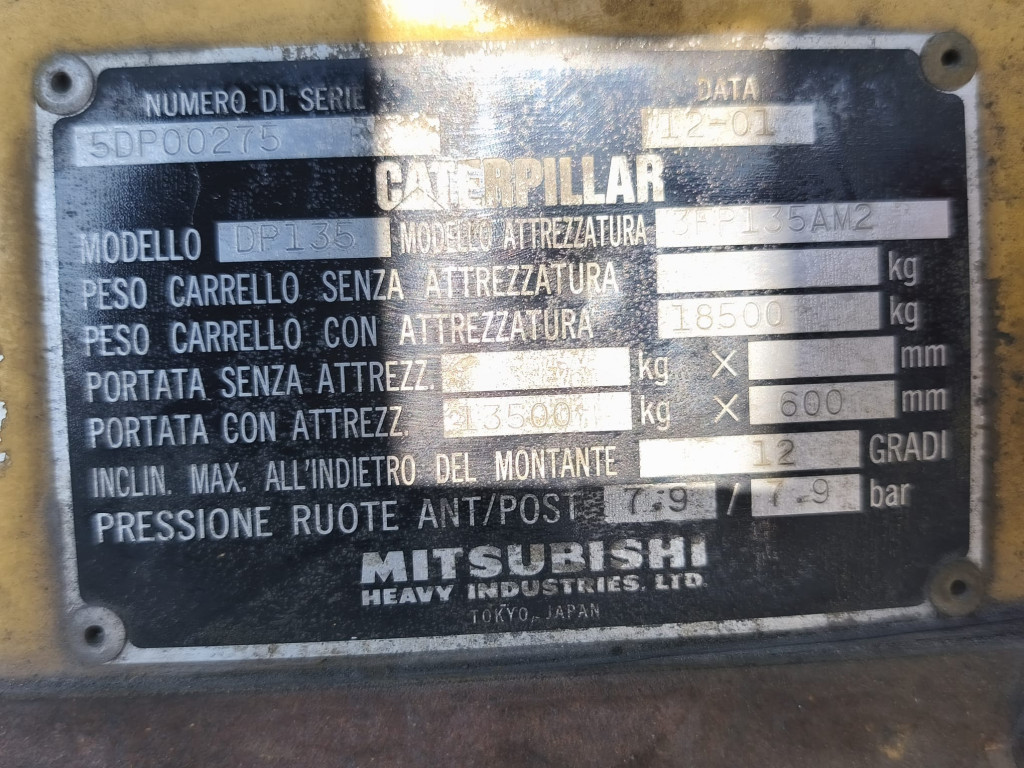 NUMERO DI SERIE DATA
5DP00275 12-01
CATERPILLAR
MODELLO DP135 MODELLO ATTREZZATURA 3FP135AM2
PESO CARRELLO SENZA ATTREZZATURA kg
PESO CARRELLO CON ATTREZZATURA 18500 kg
PORTATA SENZA ATTREZZ. kg X mm
PORTATA CON ATTREZZ. 13500 kg X 600 mm
INCLIN. MAX. ALL'INDIETRO DEL MONTANTE 12 GRADI
PRESSIONE RUOTE ANT/POST 7.9 / 7.9 bar
MITSUBISHI
HEAVY INDUSTRIES, LTD.
TOKYO, JAPAN